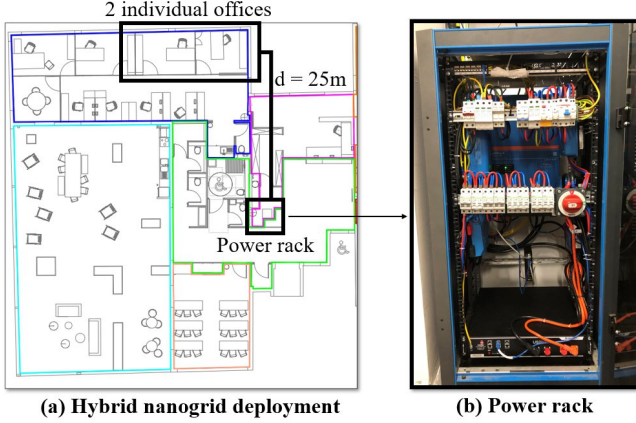 2 individual offices
d = 25m
Power rack
(a) Hybrid nanogrid deployment
(b) Power rack